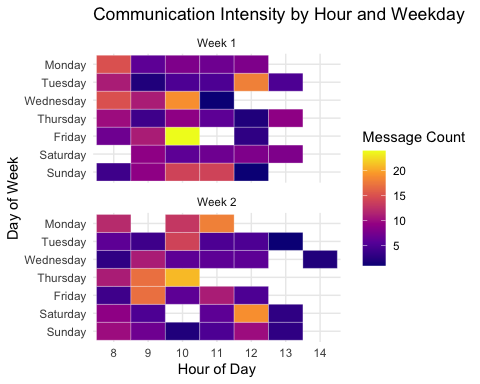 Communication Intensity by Hour and Weekday
Week 1
Monday
Tuesday
Wednesday
Thursday
Friday
Saturday
Sunday
Week 2
Monday
Tuesday
Wednesday
Thursday
Friday
Saturday
Sunday
8 9 10 11 12 13 14
Hour of Day
Day of Week
Message Count
20
15
10
5